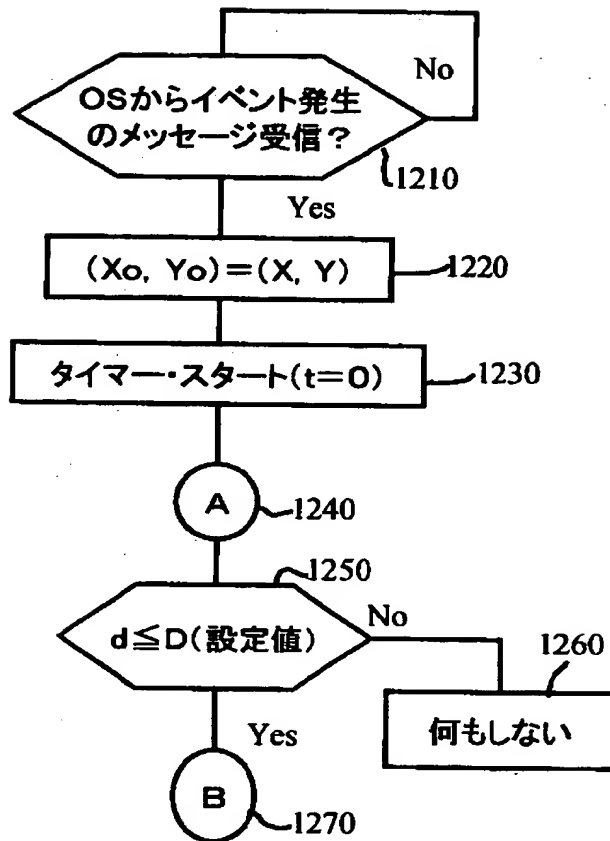 No
OSからイベント発生
のメッセージ受信?
1210
Yes
(Xo, Yo)=(X, Y)
1220
タイマー・スタート(t=0)
1230
A
1240
1250
d≦D(設定値)
No
1260
何もしない
Yes
B
1270